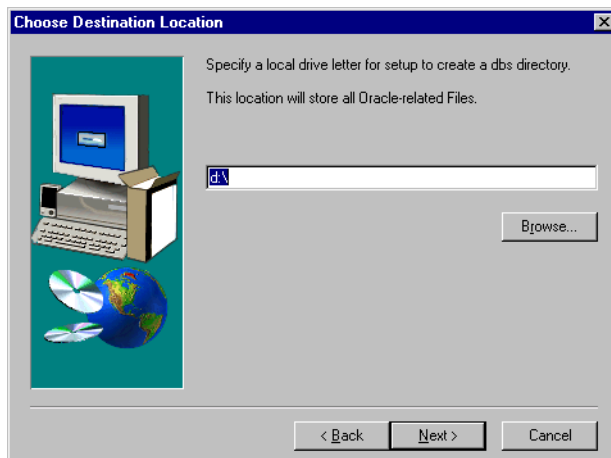 Choose Destination Location
Specify a local drive letter for setup to create a dbs directory.
This location will store all Oracle-related Files.
d:\
Browse...
< Back
Next >
Cancel